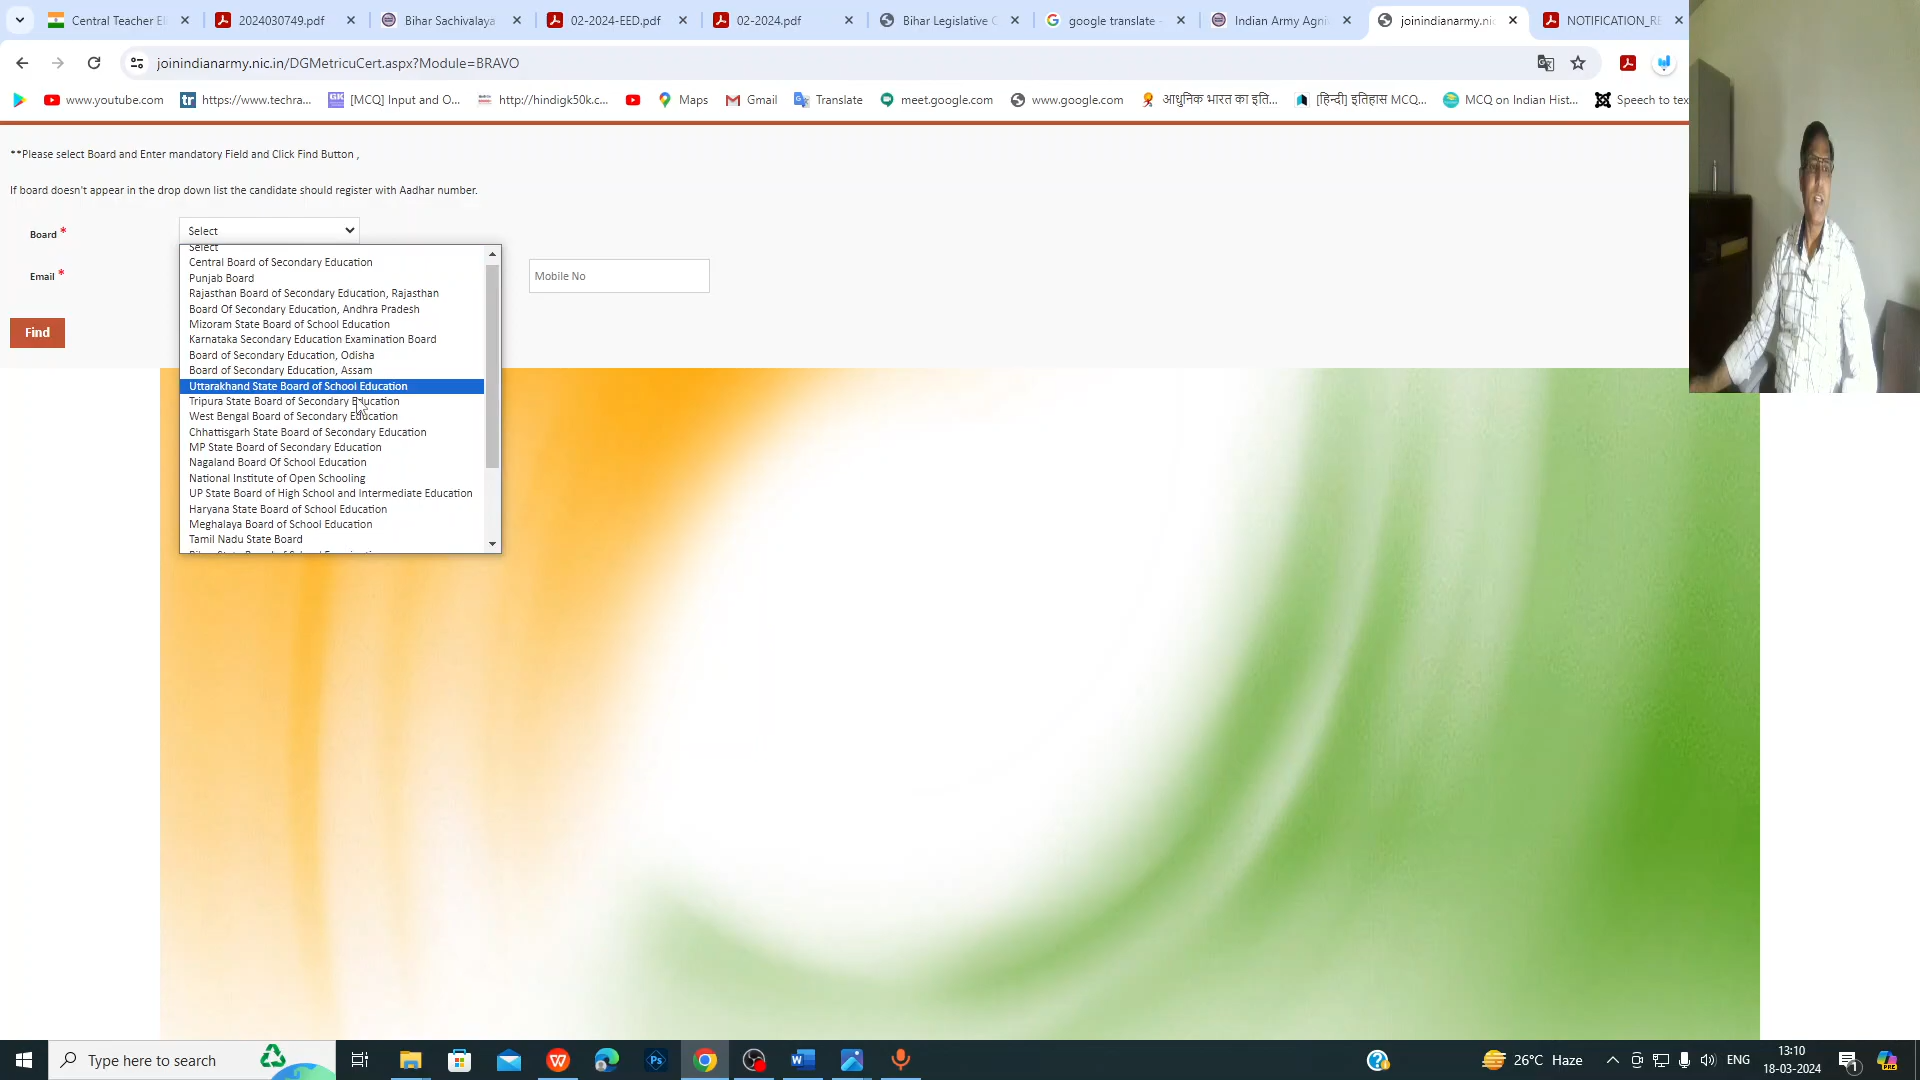 Central Teacher El
2024030749.pdf
Bihar Sachivalaya
02-2024-EED.pdf
02-2024.pdf
Bihar Legislative C
google translate -
Indian Army Agni
joinindianarmy.nic
NOTIFICATION_RE
joinindianarmy.nic.in/DGMetricuCert.aspx?Module=BRAVO
www.youtube.com
https://www.techra...
[MCQ] Input and O...
http://hindigk50k.c...
Maps
Gmail
Translate
meet.google.com
www.google.com
आधुनिक भारत का इति...
[हिन्दी] इतिहास MCQ...
MCQ on Indian Hist...
Speech to tex
**Please select Board and Enter mandatory Field and Click Find Button ,
If board doesn't appear in the drop down list the candidate should register with Aadhar number.
Board *
Select
Email *
Mobile No
Find
Select
Central Board of Secondary Education
Punjab Board
Rajasthan Board of Secondary Education, Rajasthan
Board Of Secondary Education, Andhra Pradesh
Mizoram State Board of School Education
Karnataka Secondary Education Examination Board
Board of Secondary Education, Odisha
Board of Secondary Education, Assam
Uttarakhand State Board of School Education
Tripura State Board of Secondary Education
West Bengal Board of Secondary Education
Chhattisgarh State Board of Secondary Education
MP State Board of Secondary Education
Nagaland Board Of School Education
National Institute of Open Schooling
UP State Board of High School and Intermediate Education
Haryana State Board of School Education
Meghalaya Board of School Education
Tamil Nadu State Board
Type here to search
26°C Haze
ENG
13:10
18-03-2024